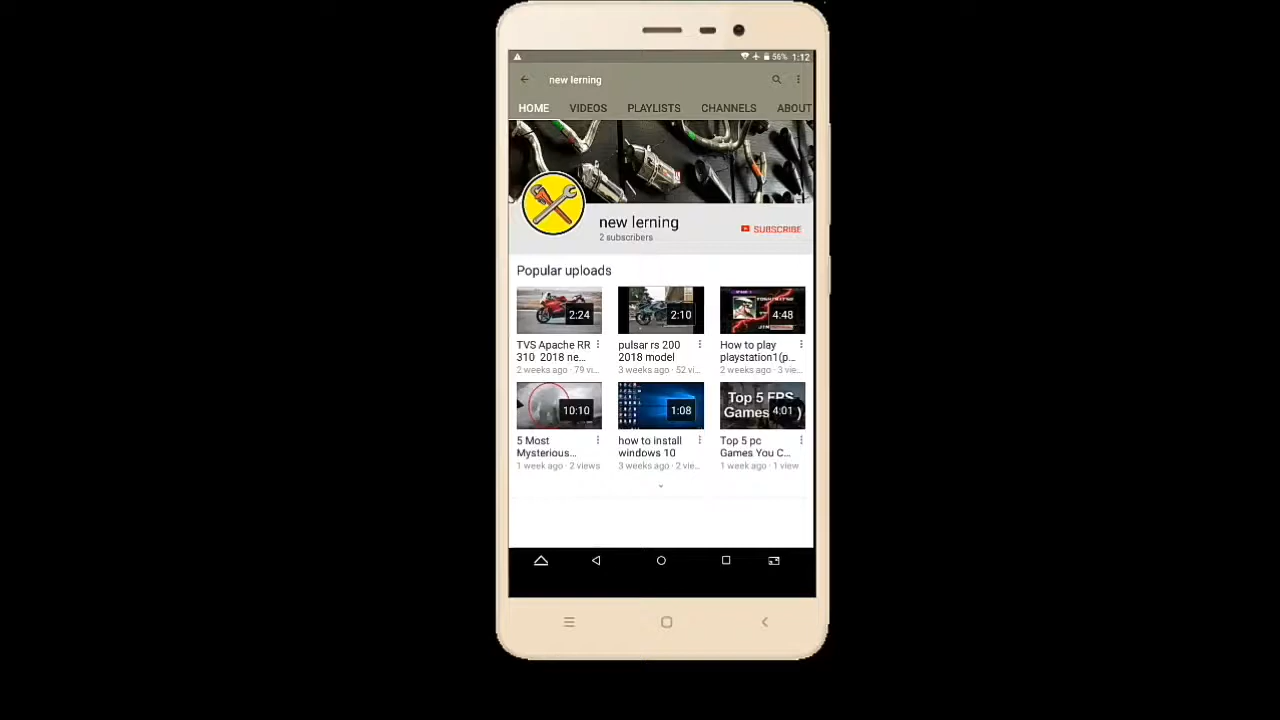 56% 1:12
new lerning
HOME VIDEOS PLAYLISTS CHANNELS ABOUT
new lerning
2 subscribers
SUBSCRIBE
Popular uploads
2:24 2:10 4:48
TVS Apache RR
310 2018 ne...
2 weeks ago · 79 vi...
pulsar rs 200
2018 model
3 weeks ago · 52 vi...
How to play
playstation1(p...
2 weeks ago · 3 vie...
10:10 1:08
Top 5 FPS
Games 4:01 )
5 Most
Mysterious...
1 week ago · 2 views
how to install
windows 10
3 weeks ago · 2 vie...
Top 5 pc
Games You C...
1 week ago · 1 view